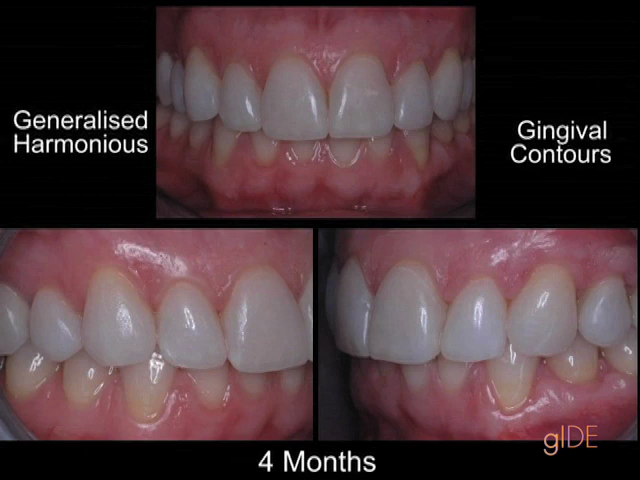 Generalised
Harmonious
Gingival
Contours
gIDE
4 Months